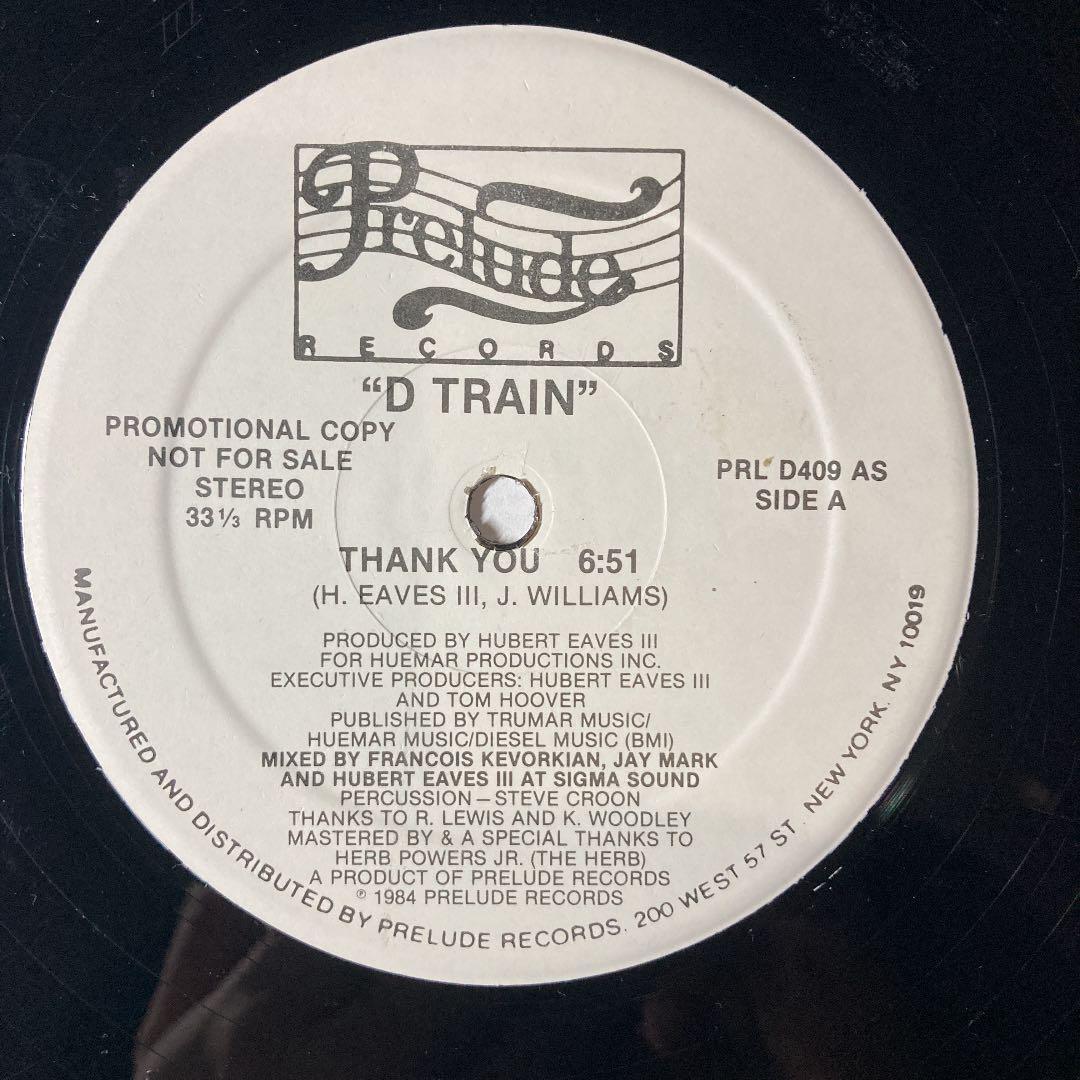 Prelude
RECORDS
"D TRAIN"
PROMOTIONAL COPY
NOT FOR SALE
STEREO
33 1/3 RPM
PRL D409 AS
SIDE A
THANK YOU 6:51
(H. EAVES III, J. WILLIAMS)
PRODUCED BY HUBERT EAVES III
FOR HUEMAR PRODUCTIONS INC.
EXECUTIVE PRODUCERS: HUBERT EAVES III
AND TOM HOOVER
PUBLISHED BY TRUMAR MUSIC/
HUEMAR MUSIC/DIESEL MUSIC (BMI)
MIXED BY FRANCOIS KEVORKIAN, JAY MARK
AND HUBERT EAVES III AT SIGMA SOUND
PERCUSSION – STEVE CROON
THANKS TO R. LEWIS AND K. WOODLEY
MASTERED BY & A SPECIAL THANKS TO
HERB POWERS JR. (THE HERB)
A PRODUCT OF PRELUDE RECORDS
℗ 1984 PRELUDE RECORDS
MANUFACTURED AND DISTRIBUTED BY PRELUDE RECORDS. 200 WEST 57 ST. NEW YORK. NY 10019